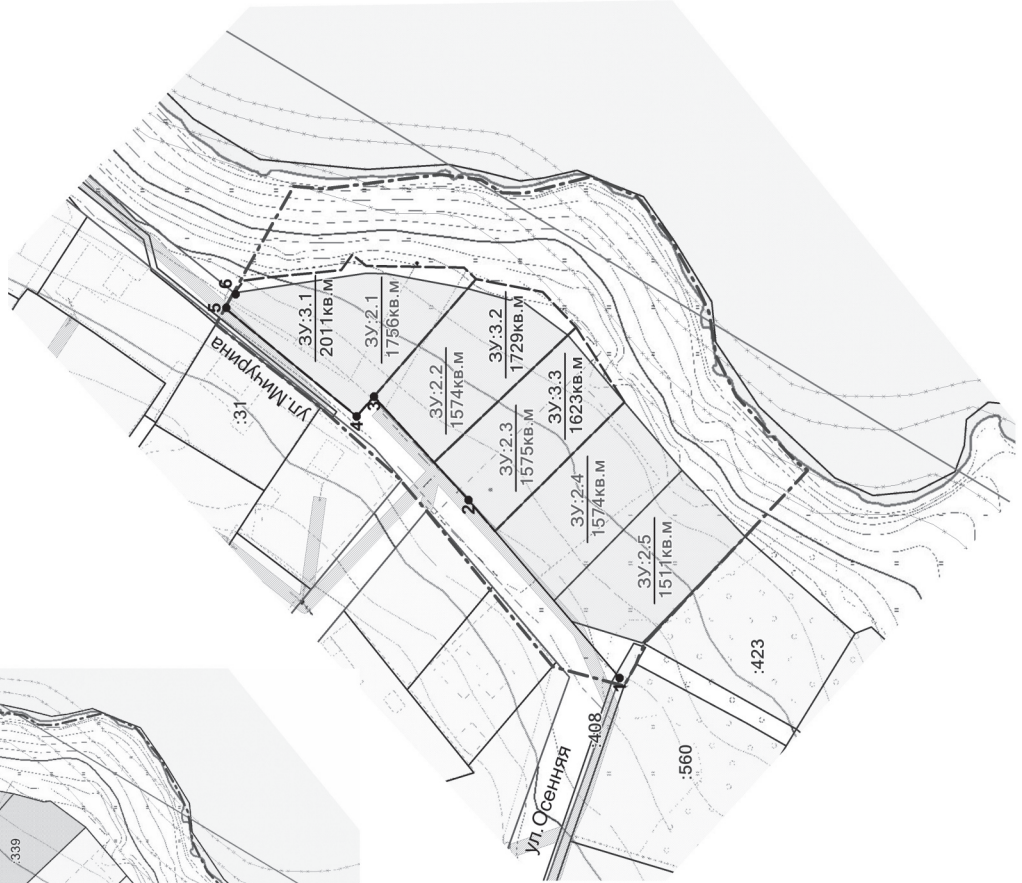 6
5
ЗУ:3.1
2011кв.м
ЗУ:2.1
1756кв.м
ул.Мичурина
:31
4
3
ЗУ:3.2
1729кв.м
ЗУ:2.2
1574кв.м
ЗУ:3.3
1623кв.м
ЗУ:2.3
1575кв.м
2
ЗУ:2.4
1574кв.м
ЗУ:2.5
1511кв.м
:423
1
:408
:560
ул.Осенняя
:339